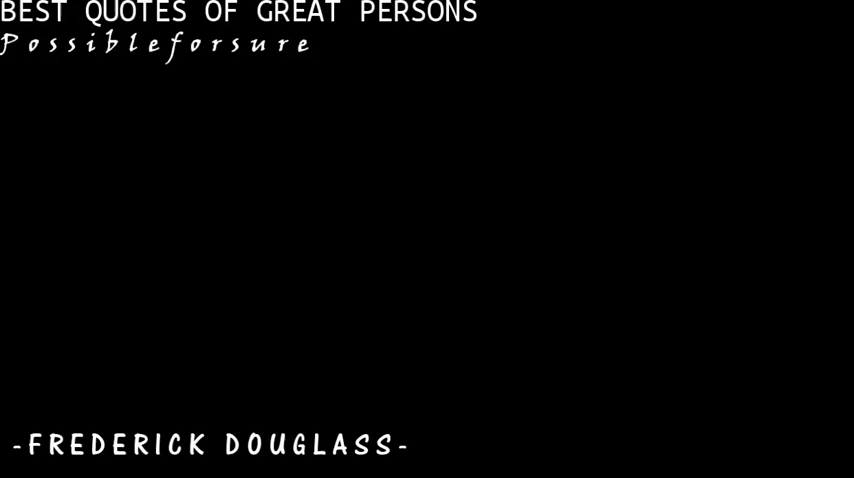 BEST QUOTES OF GREAT PERSONS
Possibleforsure
-FREDERICK DOUGLASS-